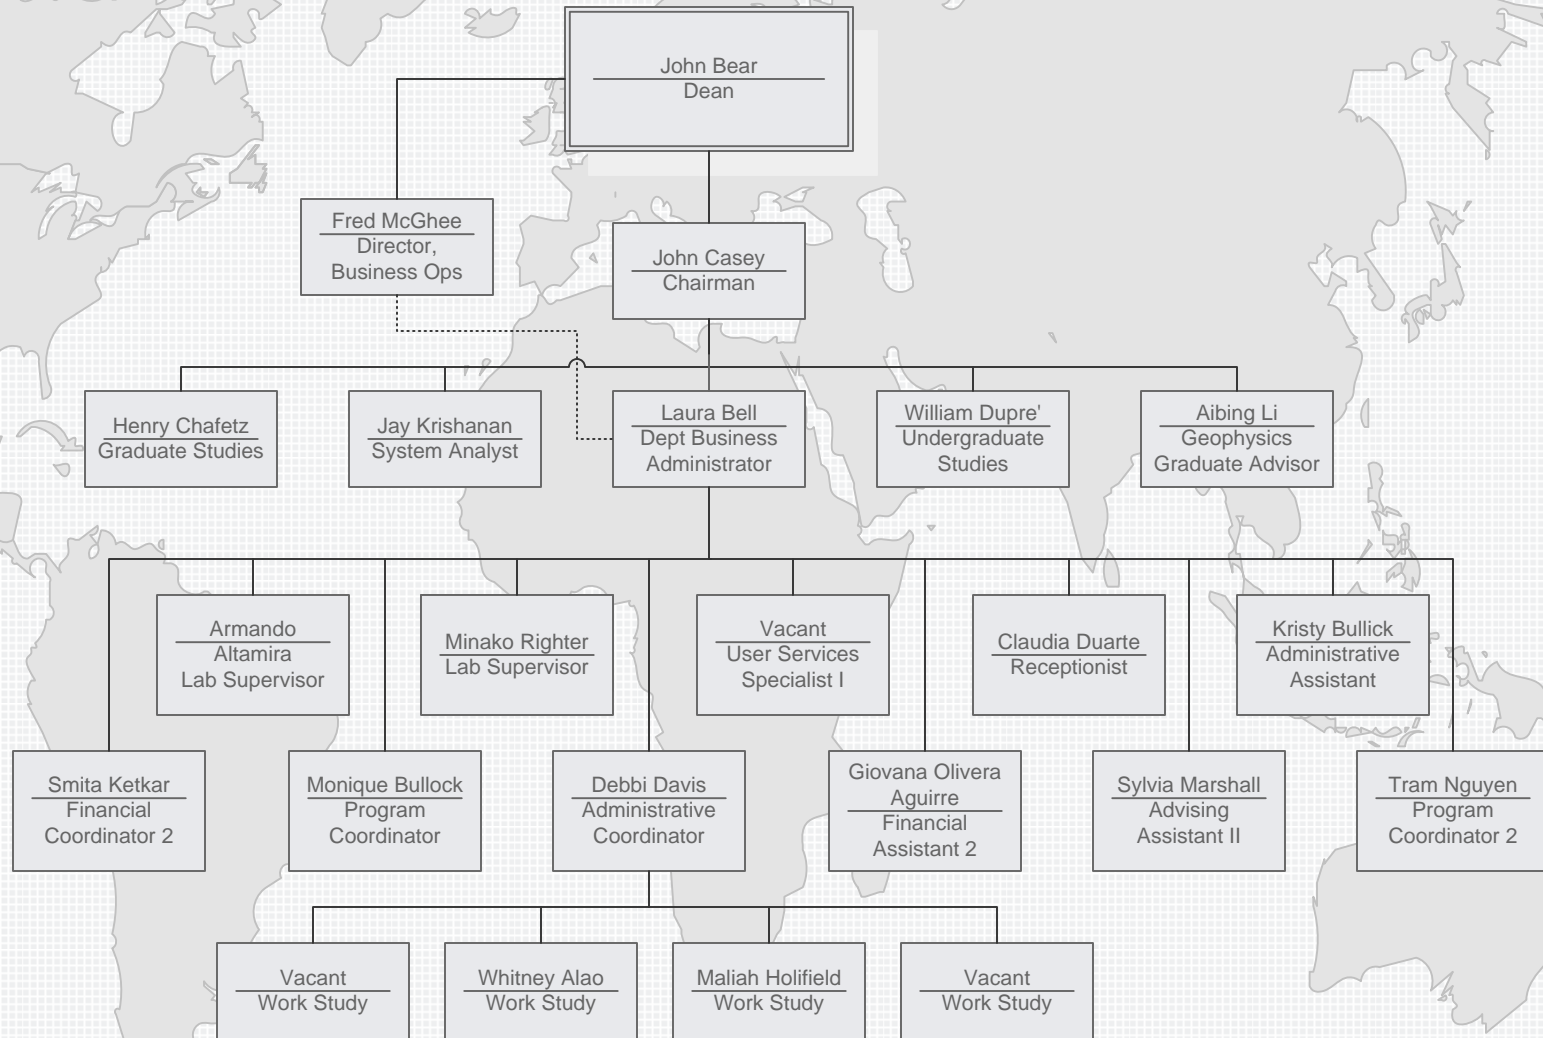 John Bear
Dean
Fred McGhee
Director,
Business Ops
John Casey
Chairman
Henry Chafetz
Graduate Studies
Jay Krishanan
System Analyst
Laura Bell
Dept Business
Administrator
William Dupre'
Undergraduate
Studies
Aibing Li
Geophysics
Graduate Advisor
Armando
Altamira
Lab Supervisor
Minako Righter
Lab Supervisor
Vacant
User Services
Specialist I
Claudia Duarte
Receptionist
Kristy Bullick
Administrative
Assistant
Smita Ketkar
Financial
Coordinator 2
Monique Bullock
Program
Coordinator
Debbi Davis
Administrative
Coordinator
Giovana Olivera
Aguirre
Financial
Assistant 2
Sylvia Marshall
Advising
Assistant II
Tram Nguyen
Program
Coordinator 2
Vacant
Work Study
Whitney Alao
Work Study
Maliah Holifield
Work Study
Vacant
Work Study